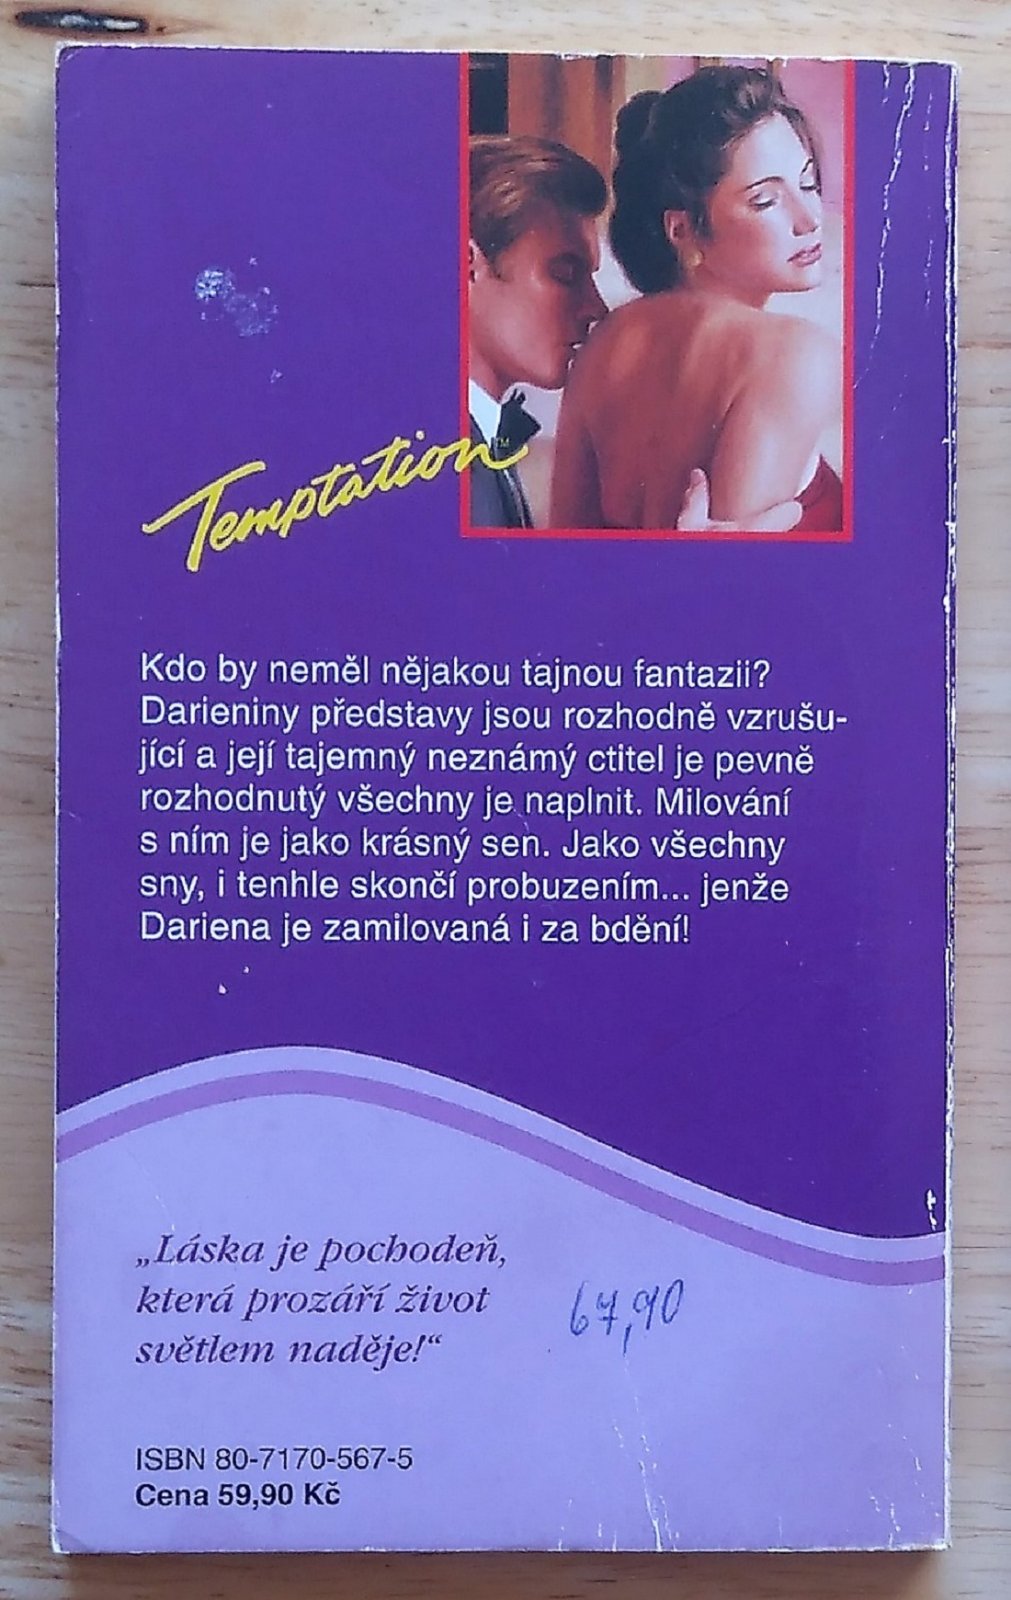 Temptation™
Kdo by neměl nějakou tajnou fantazii?
Darieniny představy jsou rozhodně vzrušu-
jící a její tajemný neznámý ctitel je pevně
rozhodnutý všechny je naplnit. Milování
s ním je jako krásný sen. Jako všechny
sny, i tenhle skončí probuzením... jenže
Dariena je zamilovaná i za bdění!
„Láska je pochodeň,
která prozáří život
světlem naděje!“
67,90
ISBN 80-7170-567-5
Cena 59,90 Kč